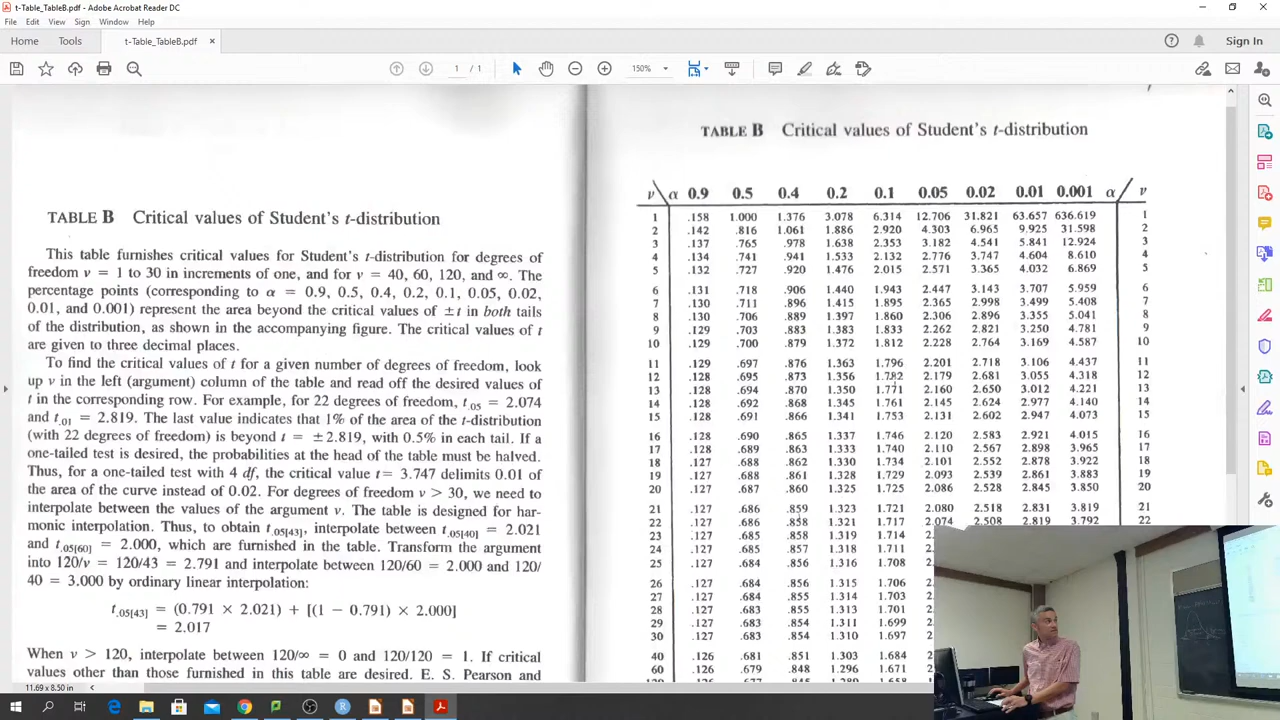 t-Table_TableB.pdf - Adobe Acrobat Reader DC
File Edit View Sign Window Help
Home Tools t-Table_TableB.pdf × Sign In
1 / 1 150%
TABLE B Critical values of Student's t-distribution
This table furnishes critical values for Student's t-distribution for degrees of
freedom ν = 1 to 30 in increments of one, and for ν = 40, 60, 120, and ∞. The
percentage points (corresponding to α = 0.9, 0.5, 0.4, 0.2, 0.1, 0.05, 0.02,
0.01, and 0.001) represent the area beyond the critical values of ±t in both tails
of the distribution, as shown in the accompanying figure. The critical values of t
are given to three decimal places.
To find the critical values of t for a given number of degrees of freedom, look
up ν in the left (argument) column of the table and read off the desired values of
t in the corresponding row. For example, for 22 degrees of freedom, t.05 = 2.074
and t.01 = 2.819. The last value indicates that 1% of the area of the t-distribution
(with 22 degrees of freedom) is beyond t = ±2.819, with 0.5% in each tail. If a
one-tailed test is desired, the probabilities at the head of the table must be halved.
Thus, for a one-tailed test with 4 df, the critical value t = 3.747 delimits 0.01 of
the area of the curve instead of 0.02. For degrees of freedom ν > 30, we need to
interpolate between the values of the argument ν. The table is designed for har-
monic interpolation. Thus, to obtain t.05[43], interpolate between t.05[40] = 2.021
and t.05[60] = 2.000, which are furnished in the table. Transform the argument
into 120/ν = 120/43 = 2.791 and interpolate between 120/60 = 2.000 and 120/
40 = 3.000 by ordinary linear interpolation:
t.05[43] = (0.791 × 2.021) + [(1 − 0.791) × 2.000]
= 2.017
When ν > 120, interpolate between 120/∞ = 0 and 120/120 = 1. If critical
values other than those furnished in this table are desired. E. S. Pearson and
11.69 x 8.50 in
TABLE B Critical values of Student's t-distribution
ν α 0.9 0.5 0.4 0.2 0.1 0.05 0.02 0.01 0.001 α ν
1 .158 1.000 1.376 3.078 6.314 12.706 31.821 63.657 636.619 1
2 .142 .816 1.061 1.886 2.920 4.303 6.965 9.925 31.598 2
3 .137 .765 .978 1.638 2.353 3.182 4.541 5.841 12.924 3
4 .134 .741 .941 1.533 2.132 2.776 3.747 4.604 8.610 4
5 .132 .727 .920 1.476 2.015 2.571 3.365 4.032 6.869 5
6 .131 .718 .906 1.440 1.943 2.447 3.143 3.707 5.959 6
7 .130 .711 .896 1.415 1.895 2.365 2.998 3.499 5.408 7
8 .130 .706 .889 1.397 1.860 2.306 2.896 3.355 5.041 8
9 .129 .703 .883 1.383 1.833 2.262 2.821 3.250 4.781 9
10 .129 .700 .879 1.372 1.812 2.228 2.764 3.169 4.587 10
11 .129 .697 .876 1.363 1.796 2.201 2.718 3.106 4.437 11
12 .128 .695 .873 1.356 1.782 2.179 2.681 3.055 4.318 12
13 .128 .694 .870 1.350 1.771 2.160 2.650 3.012 4.221 13
14 .128 .692 .868 1.345 1.761 2.145 2.624 2.977 4.140 14
15 .128 .691 .866 1.341 1.753 2.131 2.602 2.947 4.073 15
16 .128 .690 .865 1.337 1.746 2.120 2.583 2.921 4.015 16
17 .128 .689 .863 1.333 1.740 2.110 2.567 2.898 3.965 17
18 .127 .688 .862 1.330 1.734 2.101 2.552 2.878 3.922 18
19 .127 .688 .861 1.328 1.729 2.093 2.539 2.861 3.883 19
20 .127 .687 .860 1.325 1.725 2.086 2.528 2.845 3.850 20
21 .127 .686 .859 1.323 1.721 2.080 2.518 2.831 3.819 21
22 .127 .686 .858 1.321 1.717 2.074 2.508 2.819 3.792 22
23 .127 .685 .858 1.319 1.714 2.
24 .127 .685 .857 1.318 1.711 2.
25 .127 .684 .856 1.316 1.708 2.
26 .127 .684 .856 1.315 1.706 2.
27 .127 .684 .855 1.314 1.703 2.
28 .127 .683 .855 1.313 1.701 2.
29 .127 .683 .854 1.311 1.699 2.
30 .127 .683 .854 1.310 1.697 2.
40 .126 .681 .851 1.303 1.684 2.
60 .126 .679 .848 1.296 1.671 2.